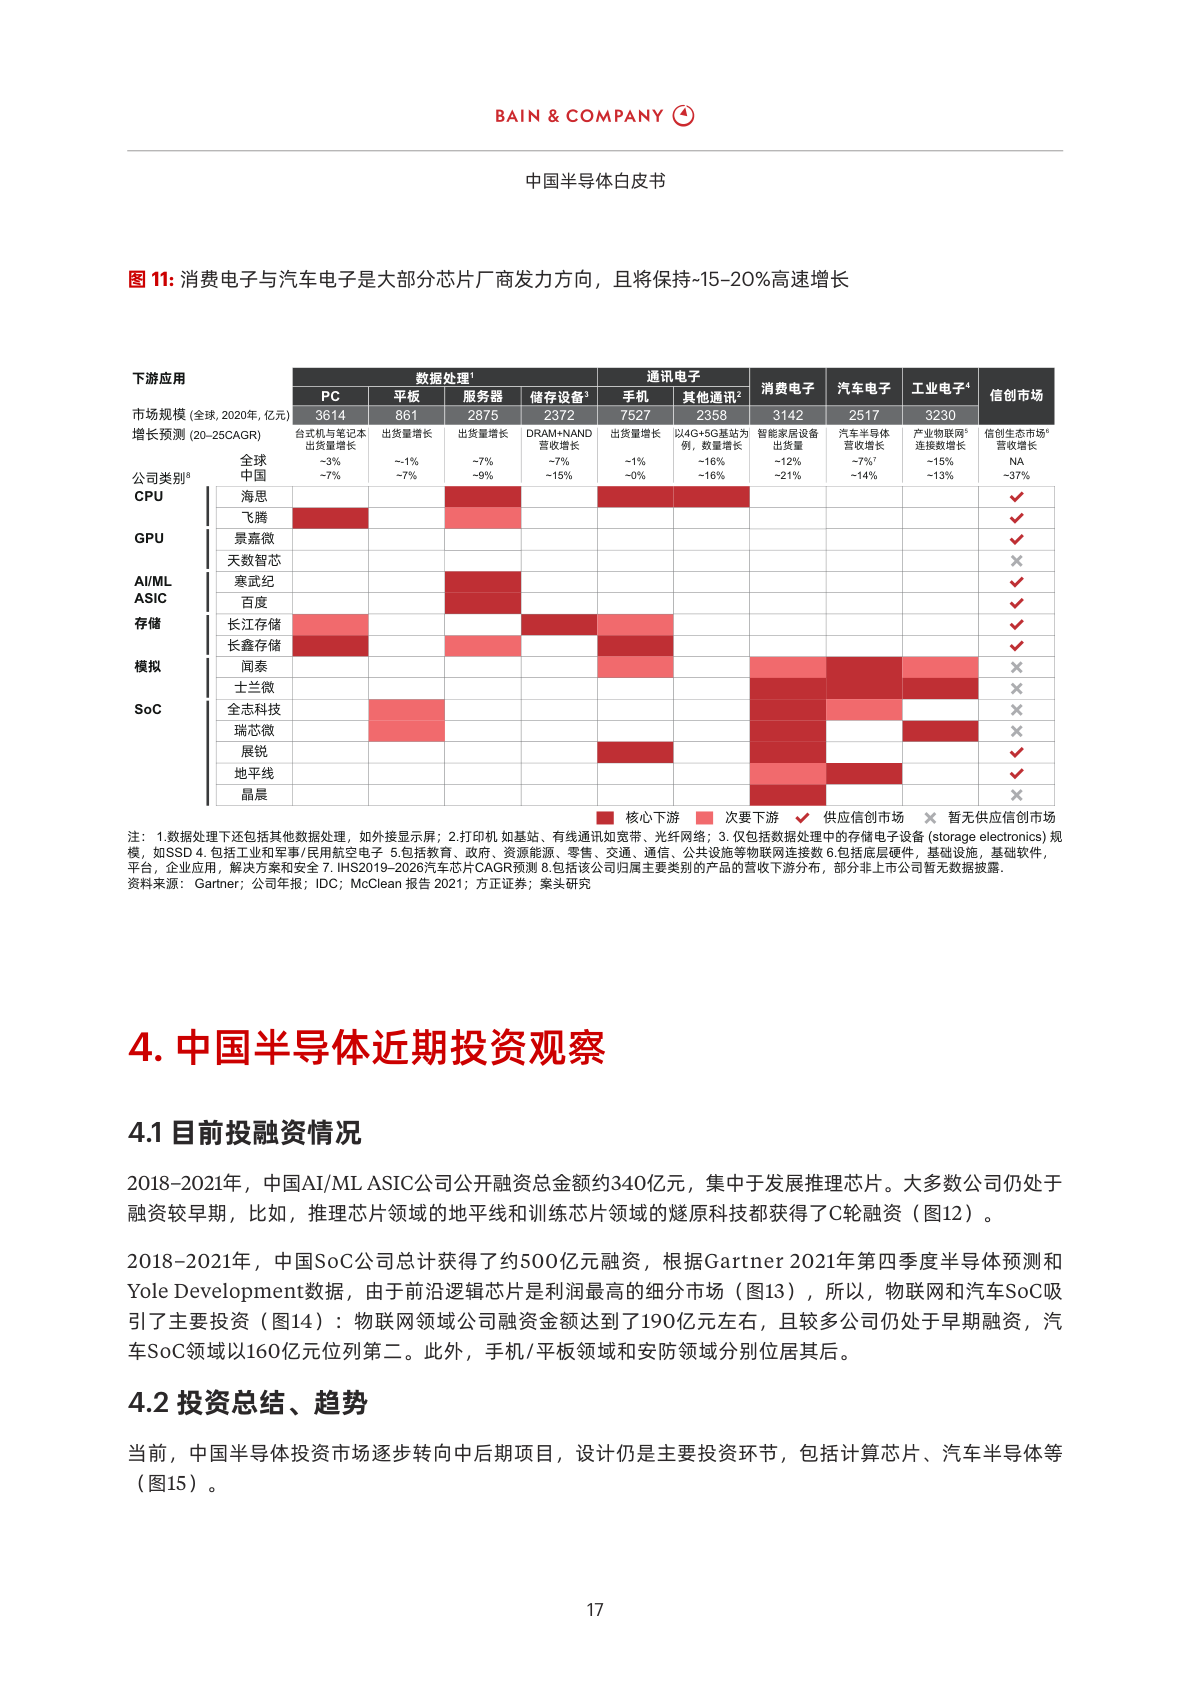 BAIN & COMPANY
中国半导体白皮书
图 11: 消费电子与汽车电子是大部分芯片厂商发力方向，且将保持~15–20%高速增长
下游应用 数据处理1 通讯电子 消费电子 汽车电子 工业电子4 信创市场
PC 平板 服务器 储存设备3 手机 其他通讯2
市场规模 (全球, 2020年, 亿元) 3614 861 2875 2372 7527 2358 3142 2517 3230
增长预测 (20–25CAGR) 台式机与笔记本 出货量增长 出货量增长 DRAM+NAND 出货量增长 以4G+5G基站为 智能家居设备 汽车半导体 产业物联网5 信创生态市场6
出货量增长 营收增长 例，数量增长 出货量 营收增长 连接数增长 营收增长
全球 ~3% ~-1% ~7% ~7% ~1% ~16% ~12% ~7%7 ~15% NA
中国 ~7% ~7% ~9% ~15% ~0% ~16% ~21% ~14% ~13% ~37%
公司类别8
CPU 海思
飞腾
GPU 景嘉微
天数智芯
AI/ML 寒武纪
ASIC 百度
存储 长江存储
长鑫存储
模拟 闻泰
士兰微
SoC 全志科技
瑞芯微
展锐
地平线
晶晨
核心下游 次要下游 供应信创市场 暂无供应信创市场
注： 1.数据处理下还包括其他数据处理，如外接显示屏；2.打印机 如基站、有线通讯如宽带、光纤网络；3. 仅包括数据处理中的存储电子设备 (storage electronics) 规
模，如SSD 4. 包括工业和军事/民用航空电子 5.包括教育、政府、资源能源、零售、交通、通信、公共设施等物联网连接数 6.包括底层硬件，基础设施，基础软件，
平台，企业应用，解决方案和安全 7. IHS2019–2026汽车芯片CAGR预测 8.包括该公司归属主要类别的产品的营收下游分布，部分非上市公司暂无数据披露.
资料来源： Gartner；公司年报；IDC；McClean 报告 2021；方正证券；案头研究
4. 中国半导体近期投资观察
4.1 目前投融资情况
2018–2021年，中国AI/ML ASIC公司公开融资总金额约340亿元，集中于发展推理芯片。大多数公司仍处于
融资较早期，比如，推理芯片领域的地平线和训练芯片领域的燧原科技都获得了C轮融资（图12）。
2018–2021年，中国SoC公司总计获得了约500亿元融资，根据Gartner 2021年第四季度半导体预测和
Yole Development数据，由于前沿逻辑芯片是利润最高的细分市场（图13），所以，物联网和汽车SoC吸
引了主要投资（图14）：物联网领域公司融资金额达到了190亿元左右，且较多公司仍处于早期融资，汽
车SoC领域以160亿元位列第二。此外，手机/平板领域和安防领域分别位居其后。
4.2 投资总结、趋势
当前，中国半导体投资市场逐步转向中后期项目，设计仍是主要投资环节，包括计算芯片、汽车半导体等
（图15）。
17